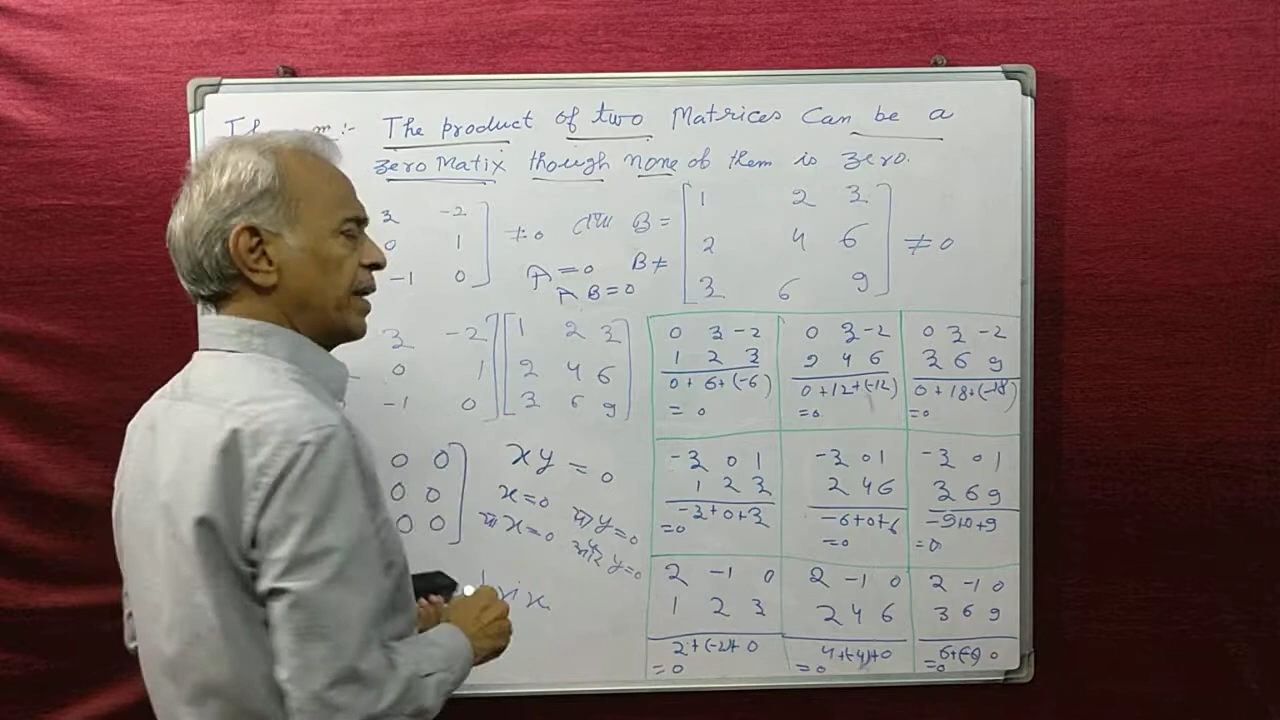 The product of two Matrices Can be a
zero Matix though none of them is zero.
3 -2
0 1
-1 0
≠0
B =
1 2 3
2 4 6
3 6 9
≠ 0
A = 0 B≠
A B = 0
3 -2
0 1
-1 0
1 2 3
2 4 6
3 6 9
0 0
0 0
0 0
xy = 0
x=0 या y=0
या x=0 और y=0
0 3 -2
1 2 3
0 + 6 + (-6)
= 0
0 3 -2
2 4 6
0 + 12 + (-12)
= 0
0 3 -2
3 6 9
0 + 18 + (-18)
= 0
-3 0 1
1 2 3
-3 + 0 + 3
= 0
-3 0 1
2 4 6
-6 + 0 + 6
= 0
-3 0 1
3 6 9
-9 + 0 + 9
= 0
2 -1 0
1 2 3
2 + (-2) + 0
= 0
2 -1 0
2 4 6
4 + (-4) + 0
= 0
2 -1 0
3 6 9
6 + (-6) 0
= 0